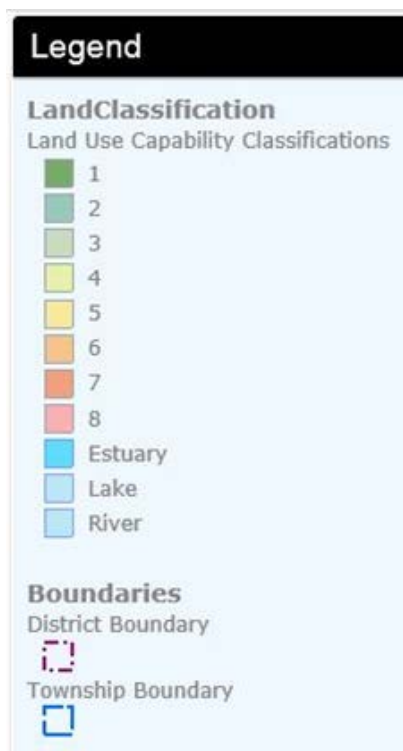 Legend
LandClassification
Land Use Capability Classifications
1
2
3
4
5
6
7
8
Estuary
Lake
River
Boundaries
District Boundary
Township Boundary